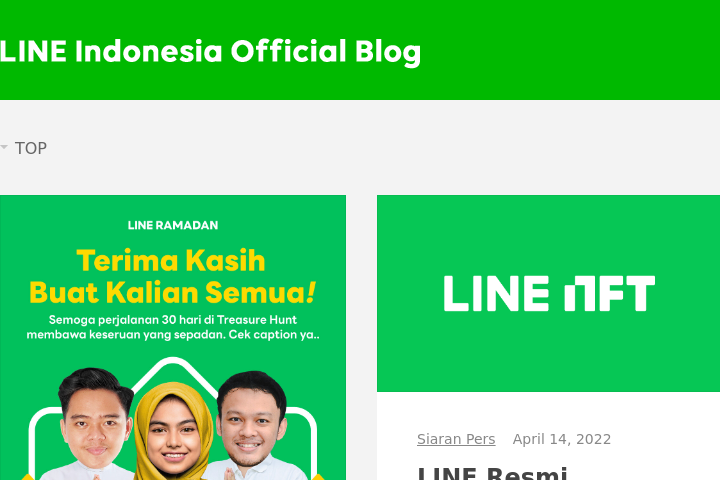 LINE Indonesia Official Blog
TOP
LINE RAMADAN
Terima Kasih
Buat Kalian Semua!
Semoga perjalanan 30 hari di Treasure Hunt
membawa keseruan yang sepadan. Cek caption ya..
LINE NFT
Siaran Pers April 14, 2022
LINE Resmi